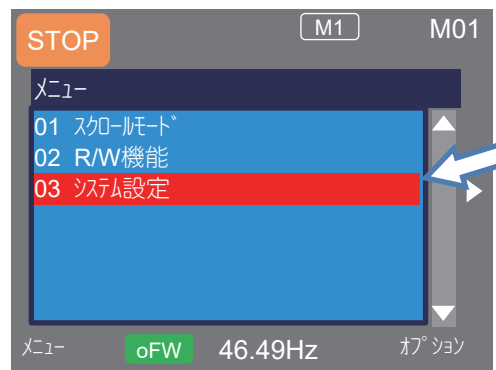 STOP M1 M01
ﾒﾆｭｰ
01 ｽｸﾛｰﾙﾓｰﾄﾞ
02 R/W機能
03 ｼｽﾃﾑ設定
ﾒﾆｭｰ oFW 46.49Hz ｵﾌﾟｼｮﾝ